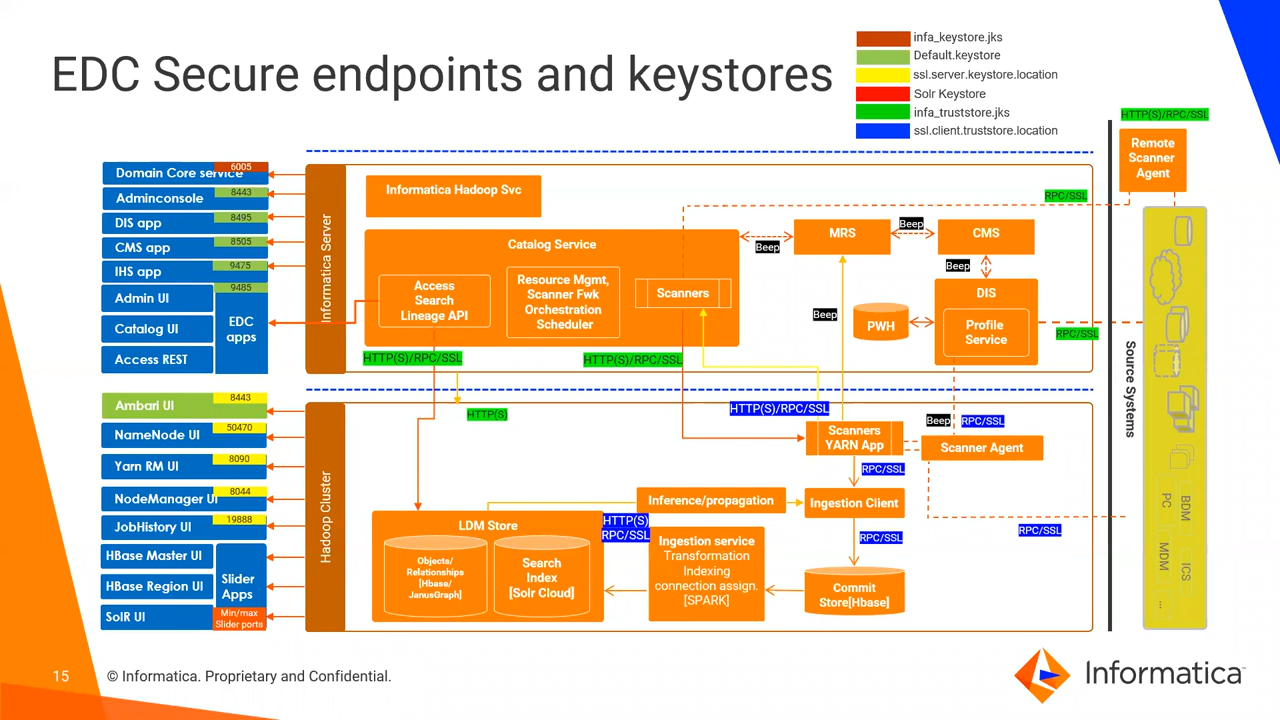 EDC Secure endpoints and keystores
infa_keystore.jks
Default.keystore
ssl.server.keystore.location
Solr Keystore
infa_truststore.jks
ssl.client.truststore.location
HTTP(S)/RPC/SSL
Remote
Scanner
Agent
Domain Core service
6005
Adminconsole
8443
DIS app
8495
CMS app
8505
IHS app
9475
Admin UI
9485
Catalog UI
EDC
apps
Access REST
Informatica Server
Informatica Hadoop Svc
Catalog Service
Access
Search
Lineage API
Resource Mgmt,
Scanner Fwk
Orchestration
Scheduler
Scanners
RPC/SSL
Beep
MRS
Beep
CMS
Beep
DIS
Profile
Service
PWH
Beep
RPC/SSL
HTTP(S)/RPC/SSL
HTTP(S)/RPC/SSL
HTTP(S)
HTTP(S)/RPC/SSL
Source Systems
Ambari UI
8443
NameNode UI
50470
Yarn RM UI
8090
NodeManager UI
8044
JobHistory UI
19888
HBase Master UI
HBase Region UI
Slider
Apps
SolR UI
Min/max
Slider ports
Hadoop Cluster
Scanners
YARN App
Beep
RPC/SSL
Scanner Agent
RPC/SSL
Inference/propagation
Ingestion Client
RPC/SSL
RPC/SSL
LDM Store
HTTP(S)
RPC/SSL
Objects/
Relationships
[Hbase/
JanusGraph]
Search
Index
[Solr Cloud]
Ingestion service
Transformation
Indexing
connection assign.
[SPARK]
Commit
Store[Hbase]
PC
BDM
MDM
ICS
...
15
© Informatica. Proprietary and Confidential.
Informatica